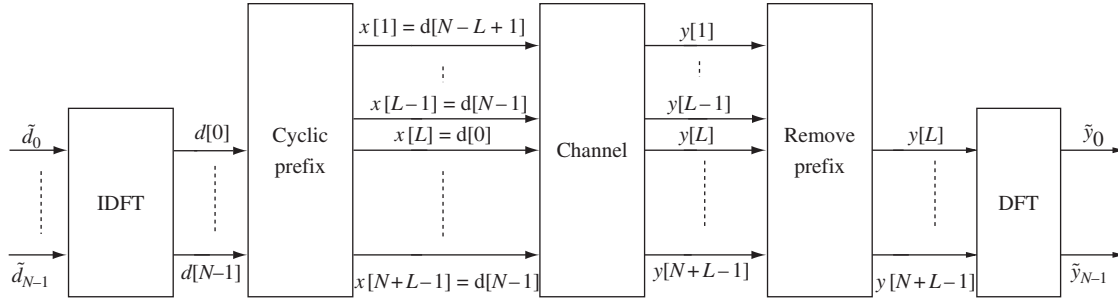 x[1] = d[N – L + 1]
y[1]
x[L–1] = d[N–1]
y[L–1]
d̃₀
d[0]
Cyclic
prefix
x[L] = d[0]
Channel
y[L]
Remove
prefix
y[L]
ỹ₀
IDFT
DFT
d̃_{N–1}
d[N–1]
x[N+L–1] = d[N–1]
y[N+L–1]
y[N+L–1]
ỹ_{N–1}